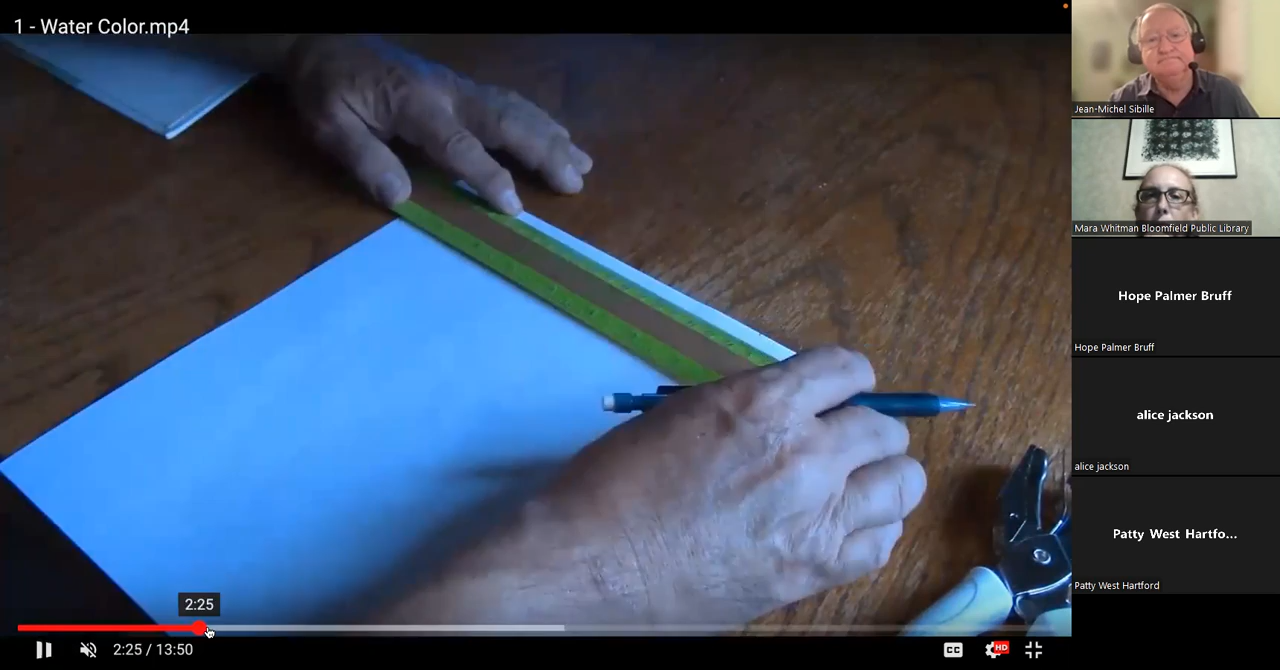 1 - Water Color.mp4
Jean-Michel Sibille
Mara Whitman Bloomfield Public Library
Hope Palmer Bruff
Hope Palmer Bruff
alice jackson
alice jackson
Patty West Hartfo...
Patty West Hartford
2:25
2:25 / 13:50
CC
HD